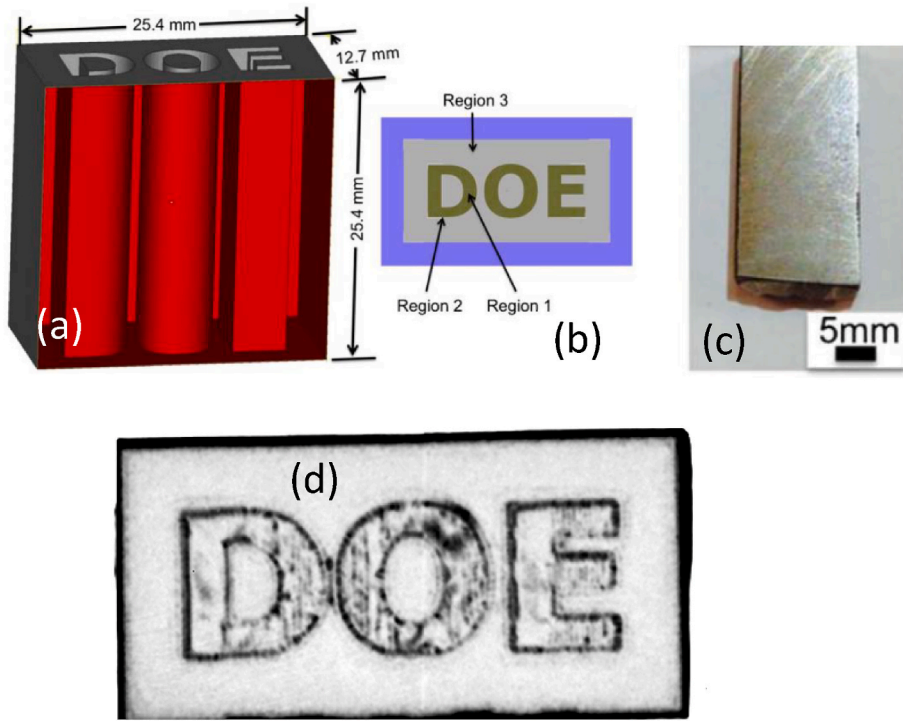 25.4 mm
12.7 mm
DOE
25.4 mm
(a)
Region 3
DOE
Region 2
Region 1
(b)
(c)
5mm
(d)
DOE